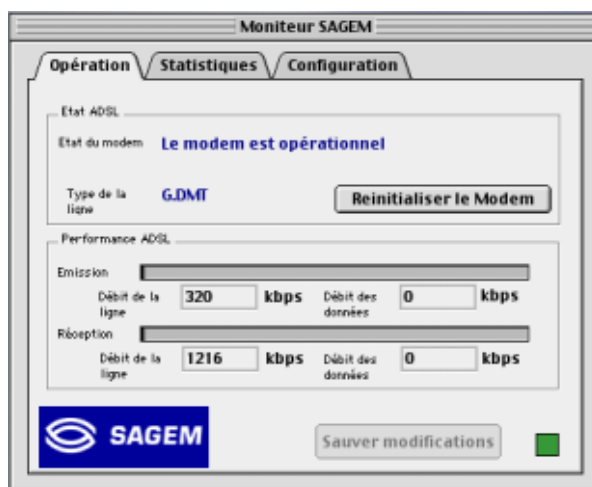 Moniteur SAGEM
Opération Statistiques Configuration
Etat ADSL
Etat du modem Le modem est opérationnel
Type de la ligne G.DMT Reinitialiser le Modem
Performance ADSL
Emission
Débit de la ligne 320 kbps Débit des données 0 kbps
Réception
Débit de la ligne 1216 kbps Débit des données 0 kbps
SAGEM Sauver modifications